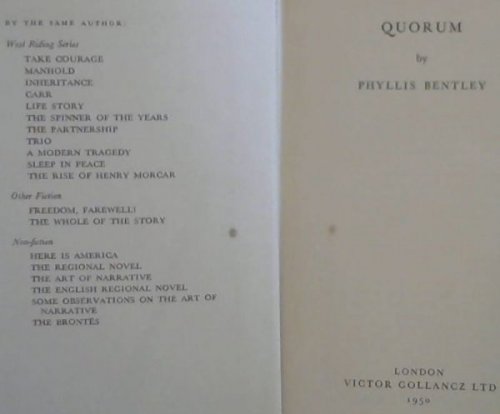 BY THE SAME AUTHOR:
West Riding Series
TAKE COURAGE
MANHOLD
INHERITANCE
CARR
LIFE STORY
THE SPINNER OF THE YEARS
THE PARTNERSHIP
TRIO
A MODERN TRAGEDY
SLEEP IN PEACE
THE RISE OF HENRY MORCAR
Other Fiction
FREEDOM, FAREWELL!
THE WHOLE OF THE STORY
Non-fiction
HERE IS AMERICA
THE REGIONAL NOVEL
THE ART OF NARRATIVE
THE ENGLISH REGIONAL NOVEL
SOME OBSERVATIONS ON THE ART OF
NARRATIVE
THE BRONTËS
QUORUM
by
PHYLLIS BENTLEY
LONDON
VICTOR GOLLANCZ LTD
1950